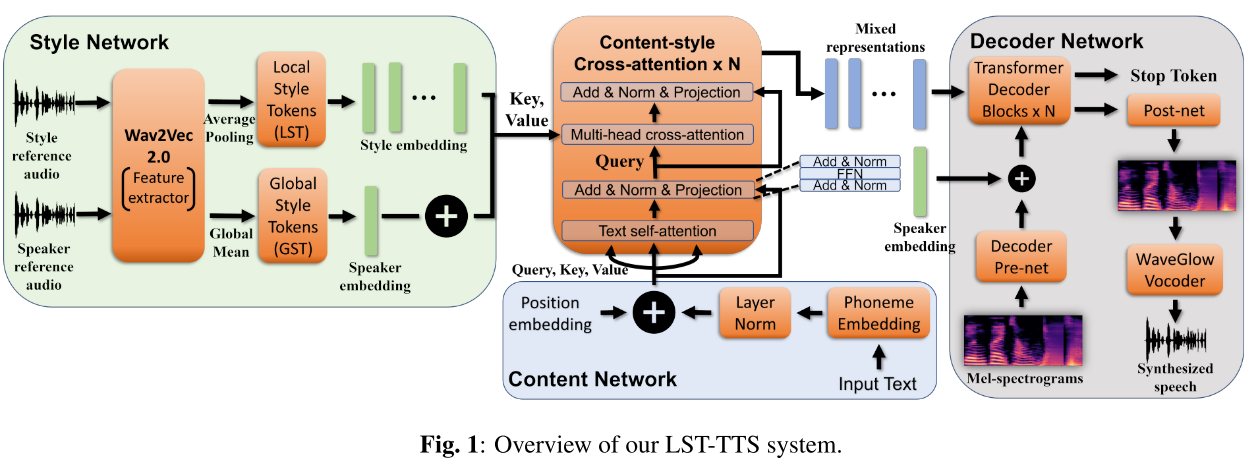 Style Network
Style
reference
audio
Speaker
reference
audio
Wav2Vec
2.0
Feature
extractor
Average
Pooling
Global
Mean
Local
Style
Tokens
(LST)
Global
Style
Tokens
(GST)
Style embedding
Speaker
embedding
+
Key,
Value
Content-style
Cross-attention x N
Add & Norm & Projection
Multi-head cross-attention
Query
Add & Norm & Projection
Text self-attention
Query, Key, Value
Add & Norm
FFN
Add & Norm
Mixed
representations
Speaker
embedding
Position
embedding
+
Layer
Norm
Phoneme
Embedding
Input Text
Content Network
Decoder Network
Transformer
Decoder
Blocks x N
Stop Token
Post-net
+
Decoder
Pre-net
Mel-spectrograms
WaveGlow
Vocoder
Synthesized
speech
Fig. 1: Overview of our LST-TTS system.